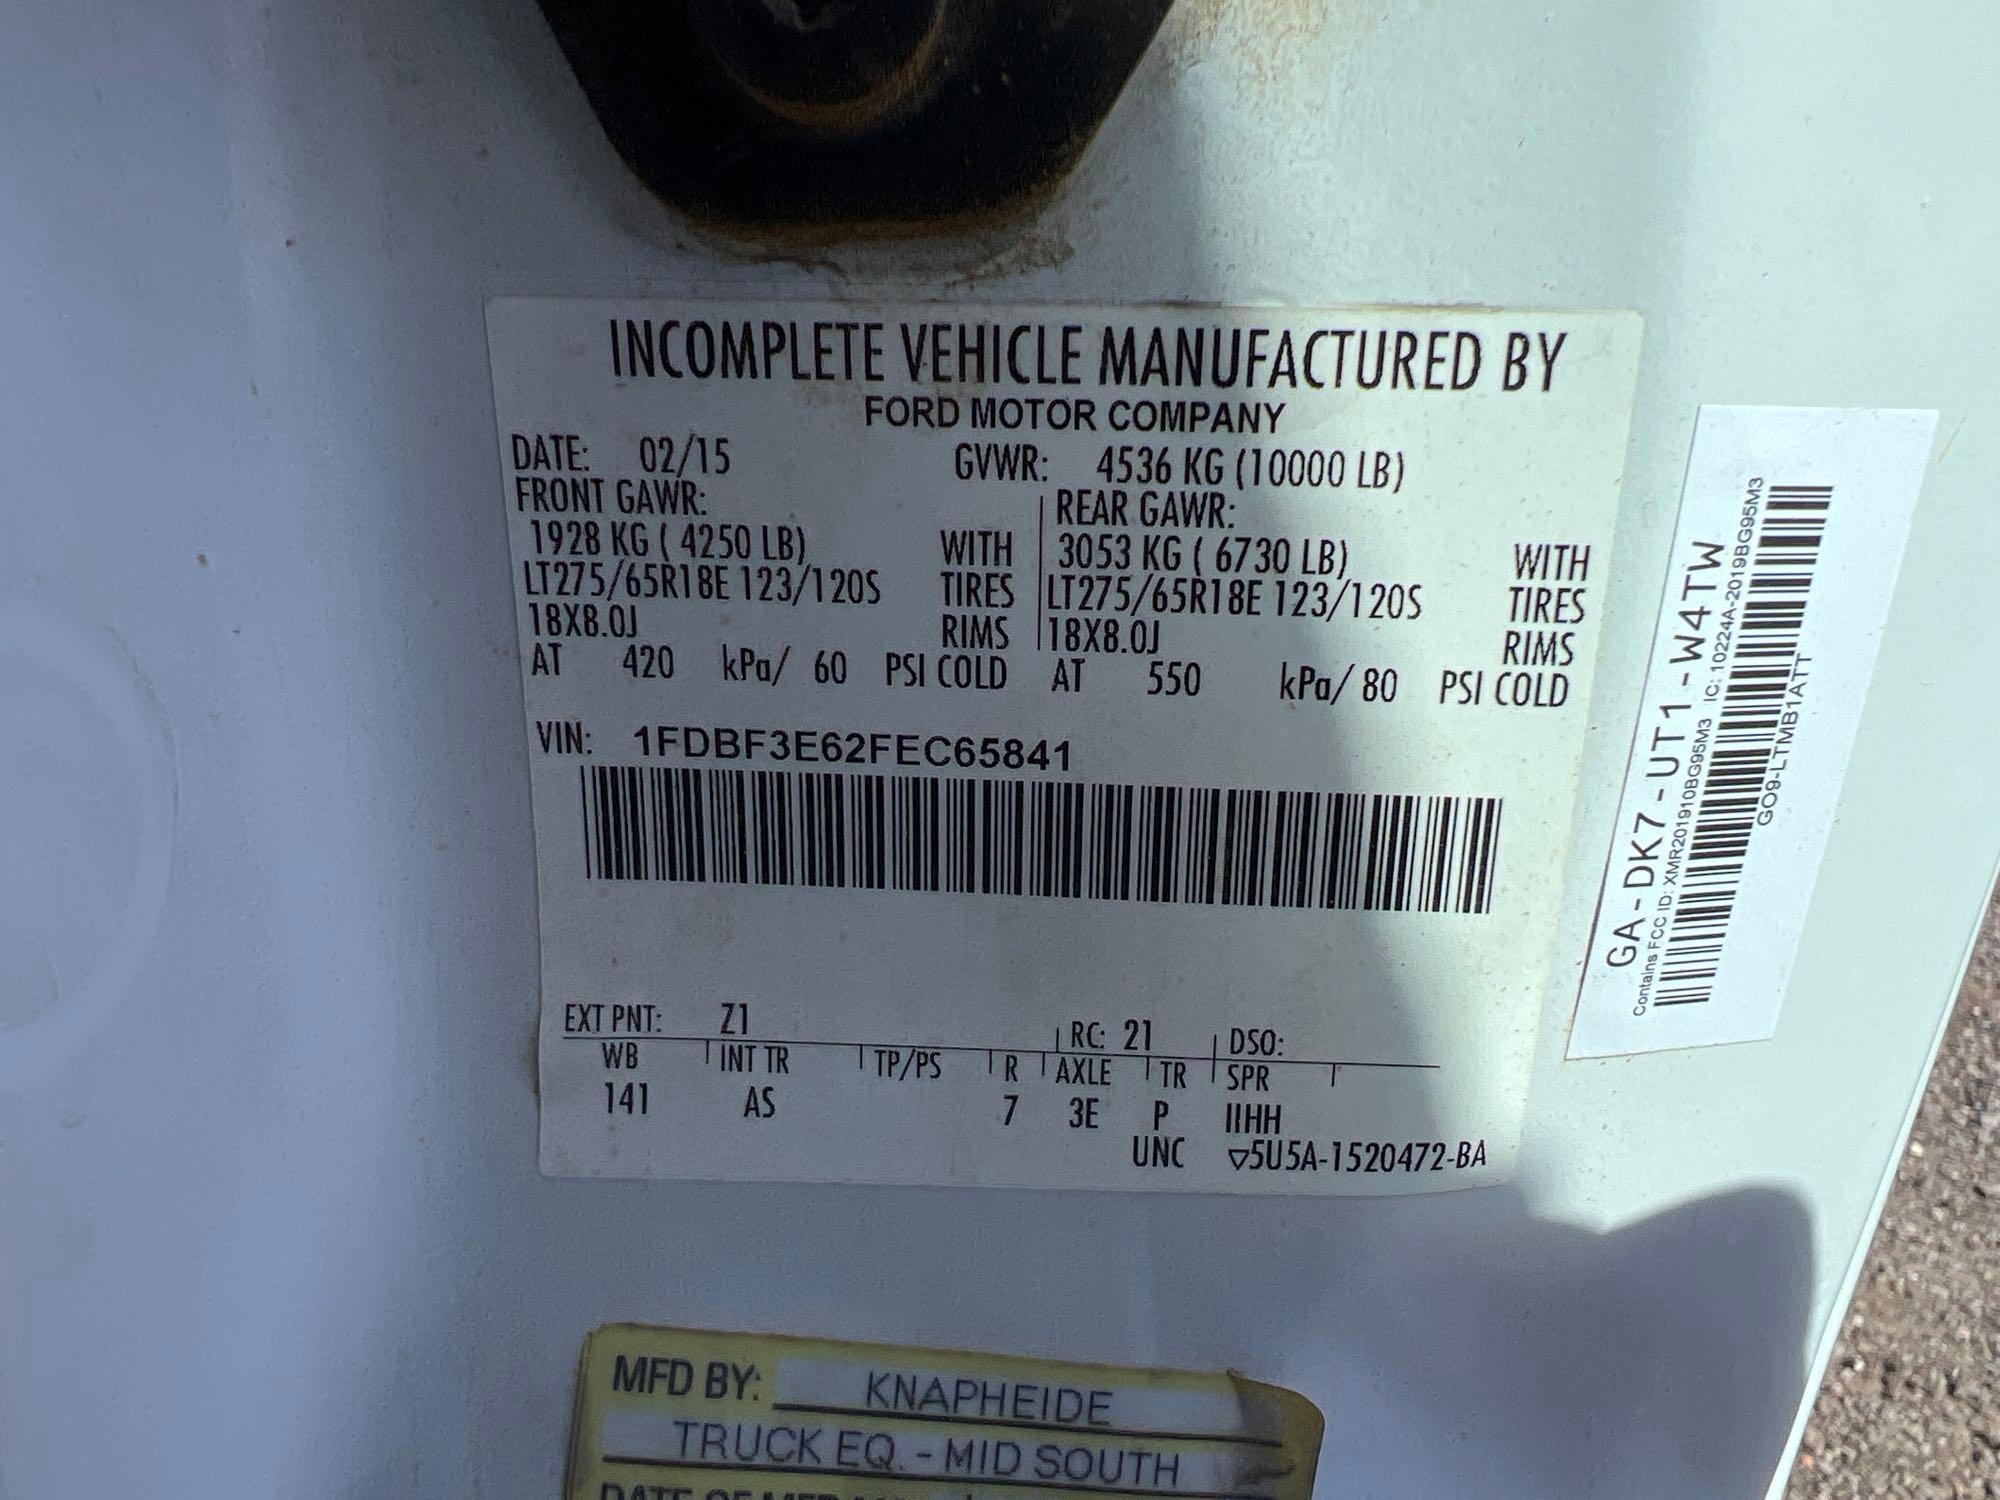 INCOMPLETE VEHICLE MANUFACTURED BY
FORD MOTOR COMPANY
DATE: 02/15 GVWR: 4536 KG (10000 LB)
FRONT GAWR: REAR GAWR:
1928 KG ( 4250 LB) WITH 3053 KG ( 6730 LB) WITH
LT275/65R18E 123/120S TIRES LT275/65R18E 123/120S TIRES
18X8.0J RIMS 18X8.0J RIMS
AT 420 kPa/ 60 PSI COLD AT 550 kPa/ 80 PSI COLD
VIN: 1FDBF3E62FEC65841
EXT PNT: Z1 RC: 21 DSO:
WB INT TR TP/PS R AXLE TR SPR
141 AS 7 3E P IIHH
UNC ▽5U5A-1520472-BA
GA-DK7-UT1-W4TW
Contains FCC ID: XMR201910BG95M3 IC: 10224A-2019BG95M3
GO9-LTMB1ATT
MFD BY: KNAPHEIDE
TRUCK EQ. - MID SOUTH